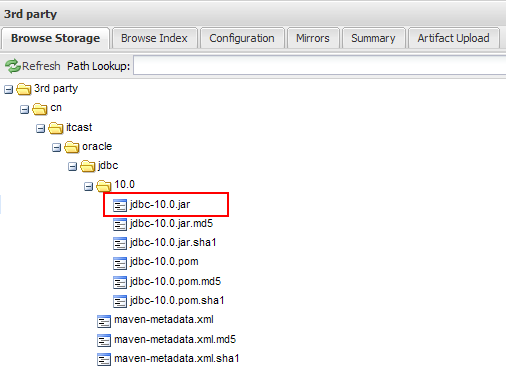 3rd party
Browse Storage Browse Index Configuration Mirrors Summary Artifact Upload
Refresh Path Lookup:
3rd party
cn
itcast
oracle
jdbc
10.0
jdbc-10.0.jar
jdbc-10.0.jar.md5
jdbc-10.0.jar.sha1
jdbc-10.0.pom
jdbc-10.0.pom.md5
jdbc-10.0.pom.sha1
maven-metadata.xml
maven-metadata.xml.md5
maven-metadata.xml.sha1